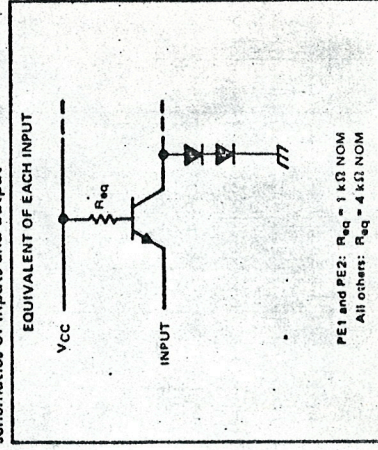 schematics of inputs and output
EQUIVALENT OF EACH INPUT
VCC
Req
INPUT
PE1 and PE2: Req = 1 kΩ NOM
All others: Req = 4 kΩ NOM